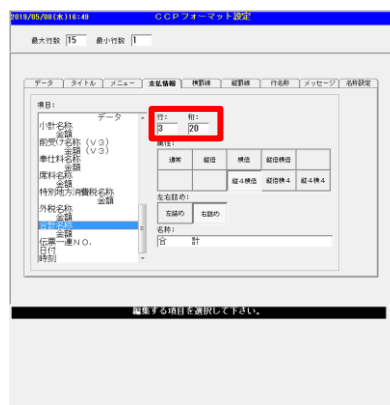 2019/05/08(水)16:49 CCPフォーマット設定
最大行数 15 最小行数 1
データ タイトル メニュー 支払情報 横罫線 縦罫線 行名称 メッセージ 名称設定
項目:
データ
小計名称
金額
前受け名称(V3)
金額(V3)
奉仕料名称
金額
席料名称
金額
特別地方消費税名称
金額
外税名称
金額
合計名称
金額
伝票一連NO.
日付
時刻
行: 桁:
3 20
属性:
通常 縦倍 横倍 縦倍横倍
縦4横倍 縦倍横4 縦4横4
左右詰め:
左詰め 右詰め
名称:
合 計
編集する項目を選択して下さい。